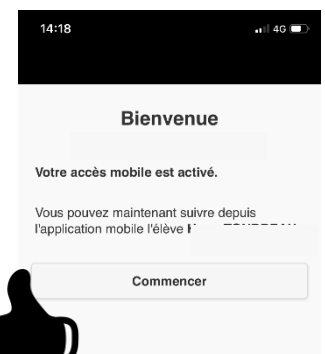 14:18
4G
Bienvenue
Votre accès mobile est activé.
Vous pouvez maintenant suivre depuis
l'application mobile l'élève
Commencer